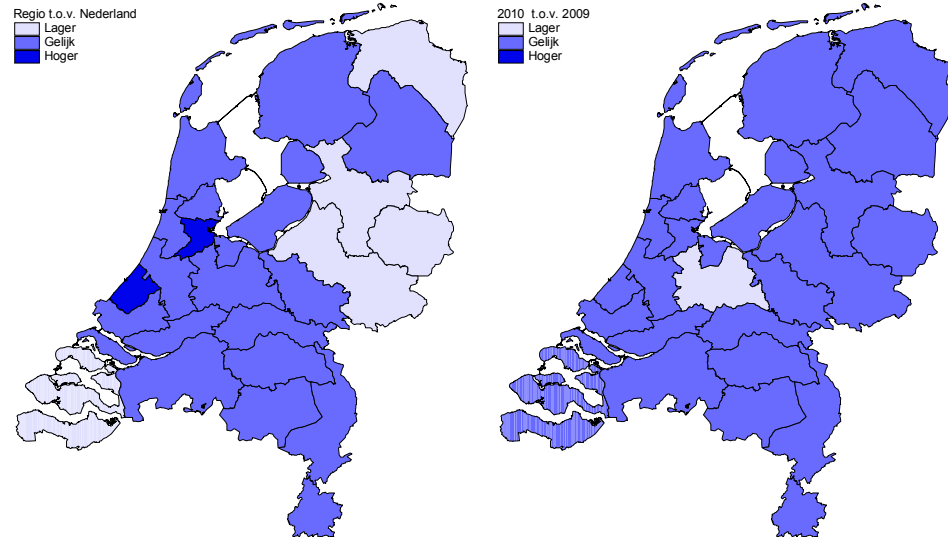 Regio t.o.v. Nederland
Lager
Gelijk
Hoger
2010 t.o.v. 2009
Lager
Gelijk
Hoger